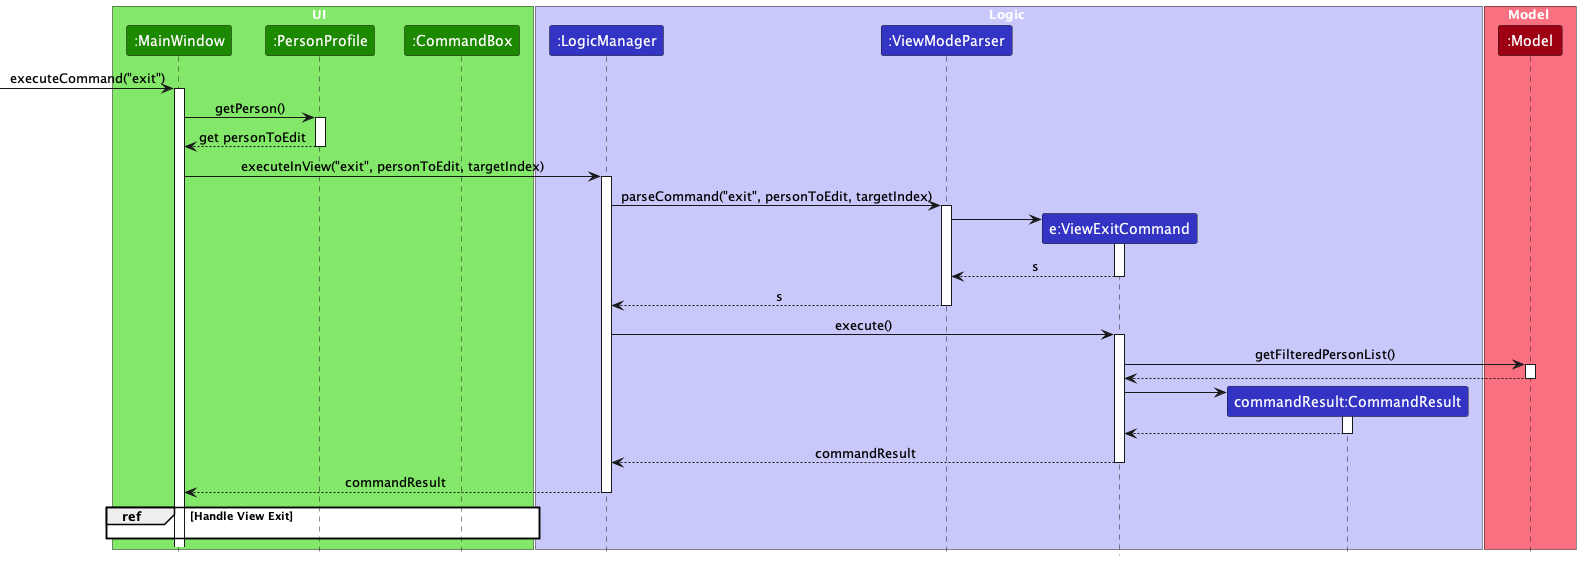 UI
Logic
Model
:MainWindow
:PersonProfile
:CommandBox
:LogicManager
:ViewModeParser
:Model
executeCommand("exit")
getPerson()
get personToEdit
executeInView("exit", personToEdit, targetIndex)
parseCommand("exit", personToEdit, targetIndex)
e:ViewExitCommand
s
s
execute()
getFilteredPersonList()
commandResult:CommandResult
commandResult
commandResult
ref
[Handle View Exit]